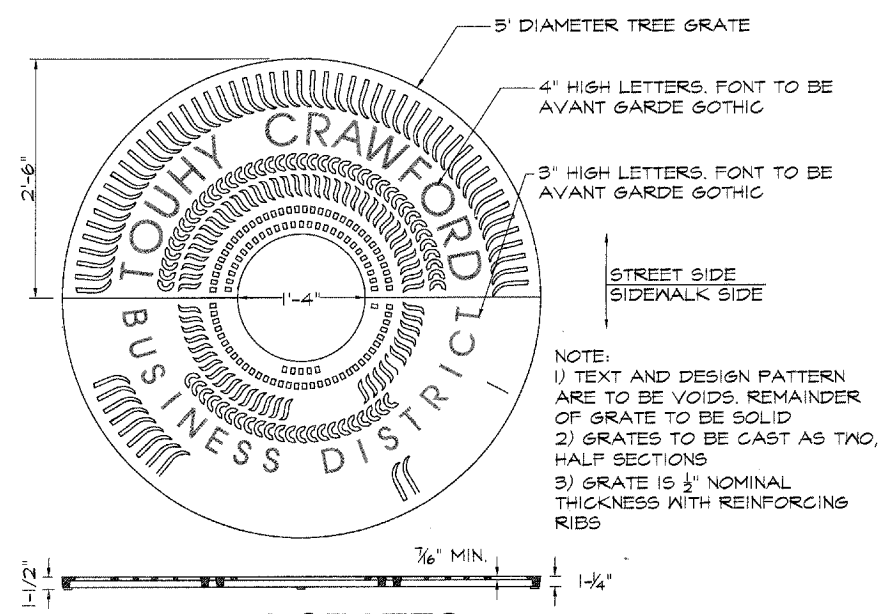 5' DIAMETER TREE GRATE
4" HIGH LETTERS. FONT TO BE
AVANT GARDE GOTHIC
3" HIGH LETTERS. FONT TO BE
AVANT GARDE GOTHIC
2'-6"
TOUHY CRAWFORD
1'-4"
BUSINESS DISTRICT
STREET SIDE
SIDEWALK SIDE
NOTE:
1) TEXT AND DESIGN PATTERN
ARE TO BE VOIDS. REMAINDER
OF GRATE TO BE SOLID
2) GRATES TO BE CAST AS TWO,
HALF SECTIONS
3) GRATE IS ½" NOMINAL
THICKNESS WITH REINFORCING
RIBS
7/16" MIN.
1-1/2"
1-¼"